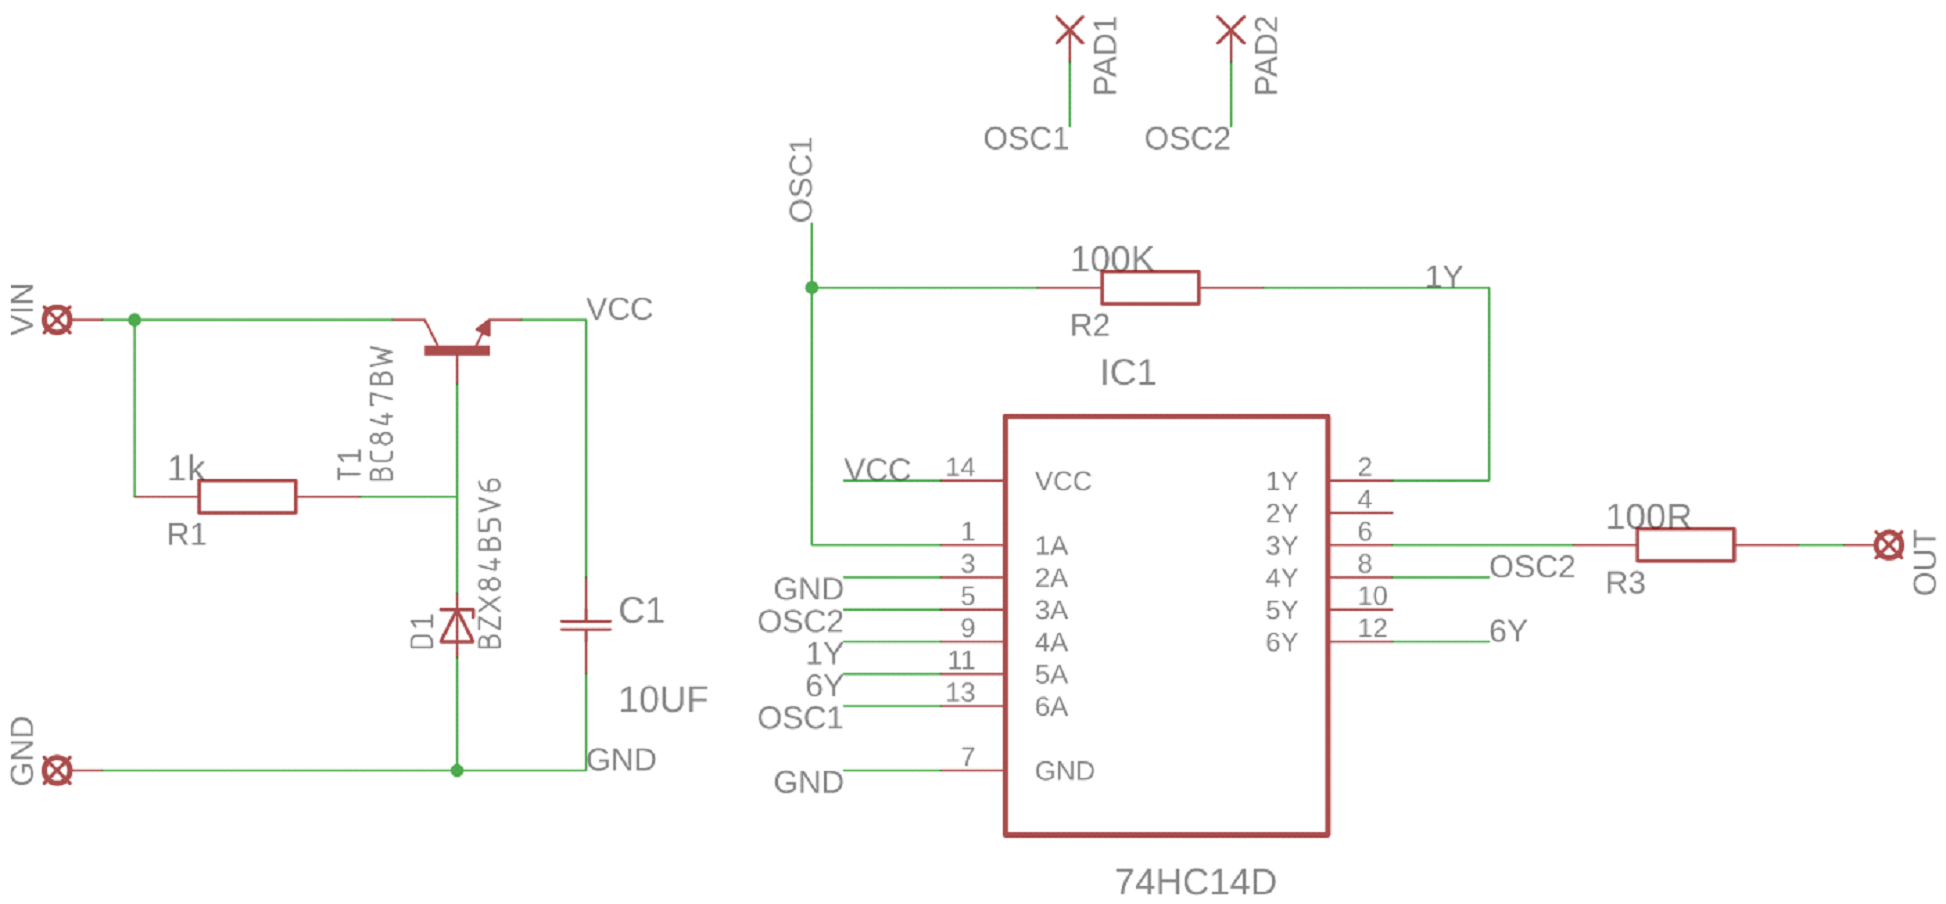 PAD1
PAD2
OSC1
OSC2
OSC1
100K
1Y
R2
VIN
VCC
T1
BC847BW
1k
R1
D1
BZX84B5V6
C1
10UF
GND
GND
IC1
VCC 14 VCC
1 1A
GND 3 2A
OSC2 5 3A
1Y 9 4A
6Y 11 5A
OSC1 13 6A
GND 7 GND
1Y 2
2Y 4
3Y 6
4Y 8 OSC2
5Y 10
6Y 12 6Y
100R
R3
OUT
74HC14D